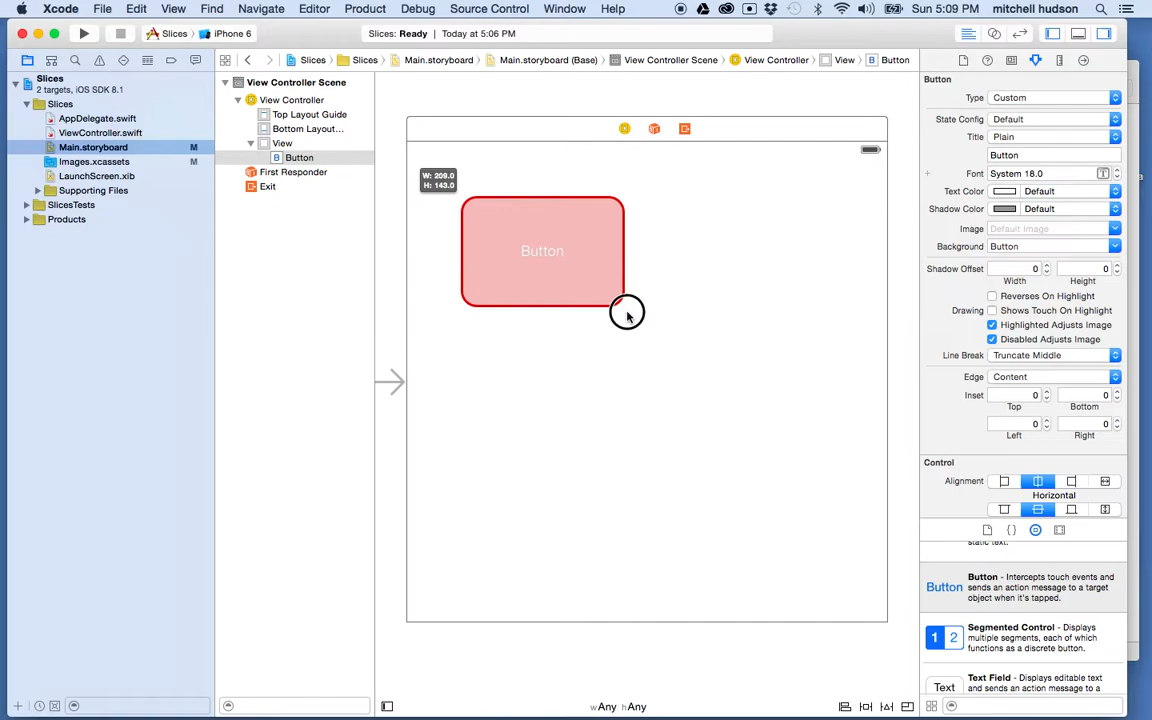 Xcode File Edit View Find Navigate Editor Product Debug Source Control Window Help Sun 5:09 PM mitchell hudson
Slices iPhone 6 Slices: Ready Today at 5:06 PM
Slices Slices Main.storyboard Main.storyboard (Base) View Controller Scene View Controller View B Button
Slices
2 targets, iOS SDK 8.1
Slices
AppDelegate.swift
ViewController.swift
Main.storyboard M
Images.xcassets M
LaunchScreen.xib
Supporting Files
SlicesTests
Products
View Controller Scene
View Controller
Top Layout Guide
Bottom Layout...
View
B Button
First Responder
Exit
W: 209.0
H: 143.0
Button
wAny hAny
Button
Type Custom
State Config Default
Title Plain
Button
Font System 18.0 T
Text Color Default
Shadow Color Default
Image Default Image
Background Button
Shadow Offset 0 0
Width Height
Reverses On Highlight
Drawing Shows Touch On Highlight
Highlighted Adjusts Image
Disabled Adjusts Image
Line Break Truncate Middle
Edge Content
Inset 0 0
Top Bottom
0 0
Left Right
Control
Alignment
Horizontal
static text.
Button Button - Intercepts touch events and
sends an action message to a target
object when it's tapped.
1 2 Segmented Control - Displays
multiple segments, each of which
functions as a discrete button.
Text Text Field - Displays editable text
and sends an action message to a